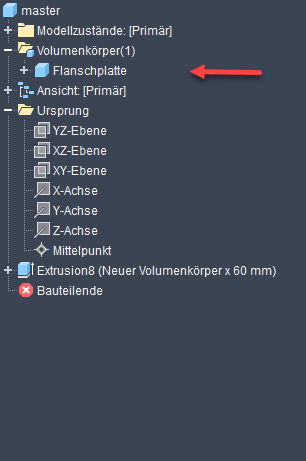 master
Modellzustände: [Primär]
Volumenkörper(1)
Flanschplatte
Ansicht: [Primär]
Ursprung
YZ-Ebene
XZ-Ebene
XY-Ebene
X-Achse
Y-Achse
Z-Achse
Mittelpunkt
Extrusion8 (Neuer Volumenkörper x 60 mm)
Bauteilende